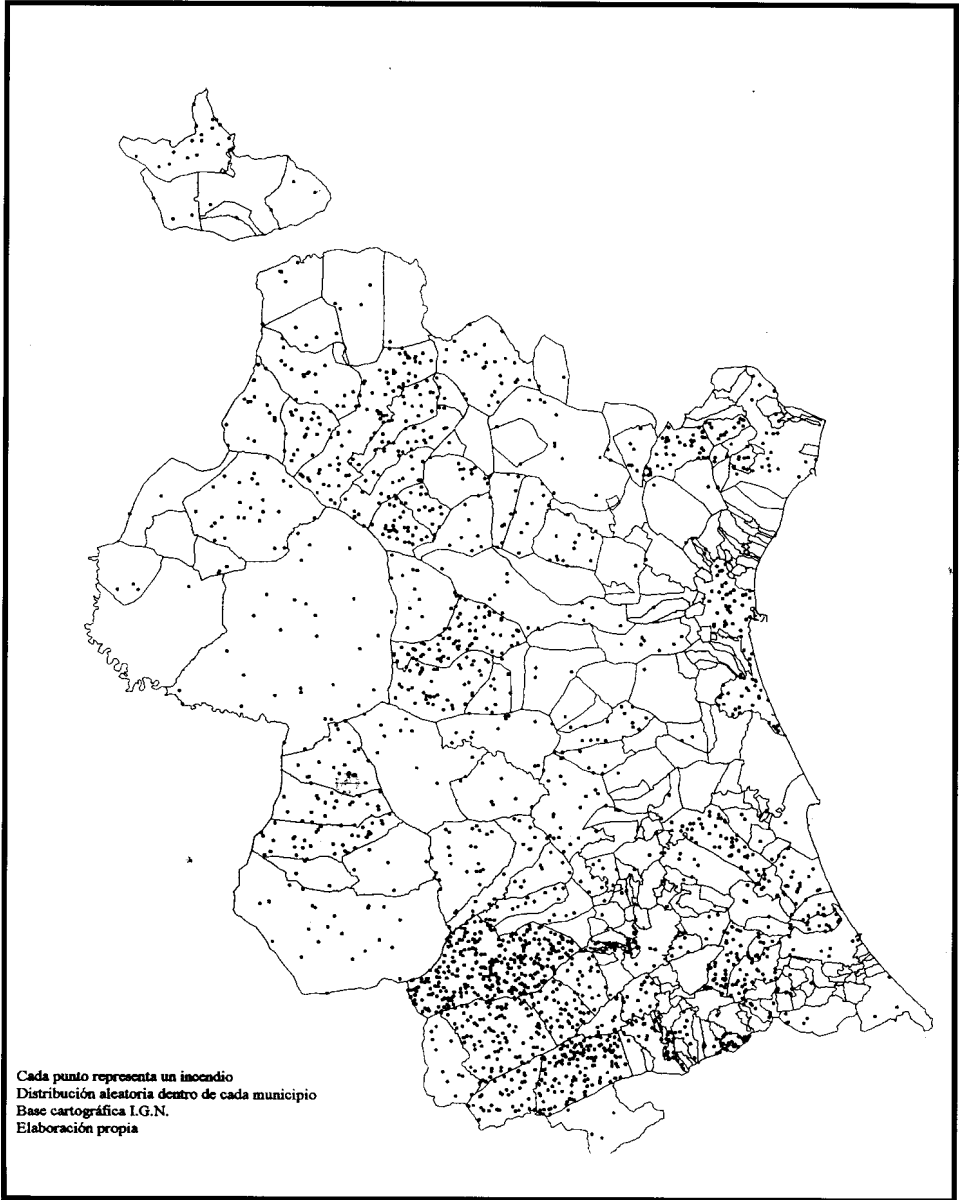 Cada punto representa un incendio
Distribución aleatoria dentro de cada municipio
Base cartográfica I.G.N.
Elaboración propia